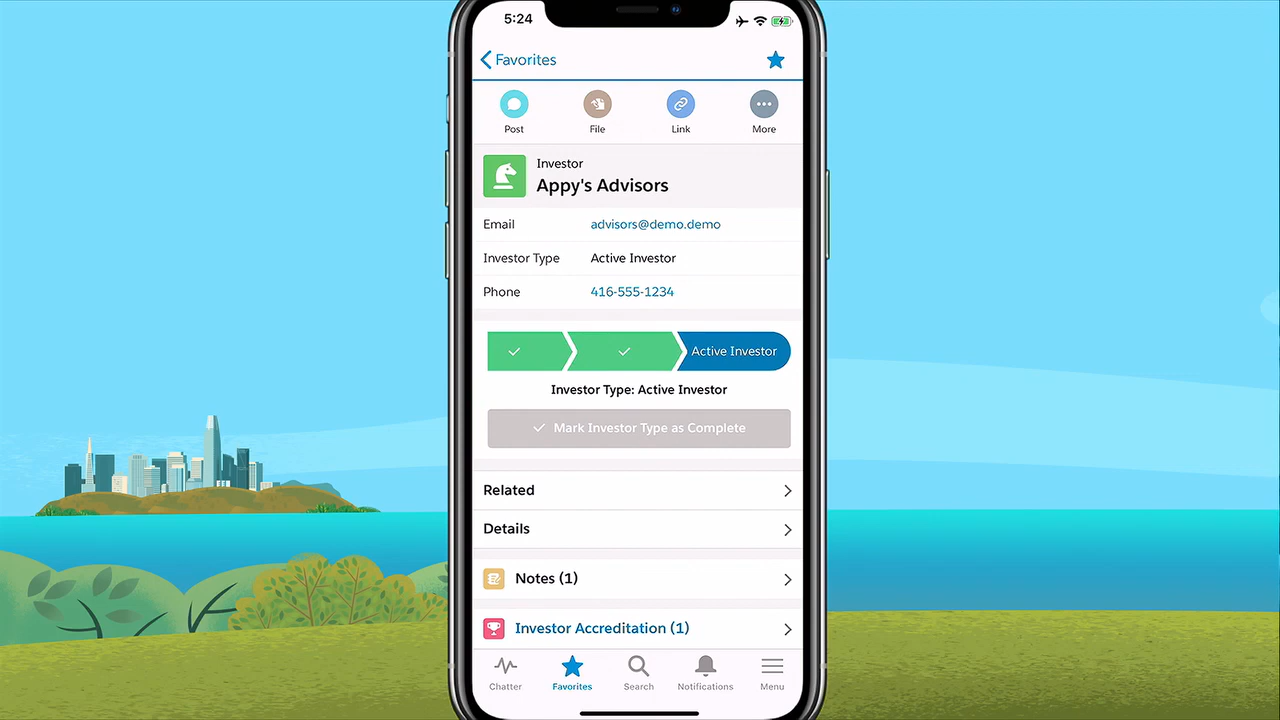 5:24
Favorites
Post
File
Link
More
Investor
Appy's Advisors
Email
advisors@demo.demo
Investor Type
Active Investor
Phone
416-555-1234
Active Investor
Investor Type: Active Investor
Mark Investor Type as Complete
Related
Details
Notes (1)
Investor Accreditation (1)
Chatter
Favorites
Search
Notifications
Menu